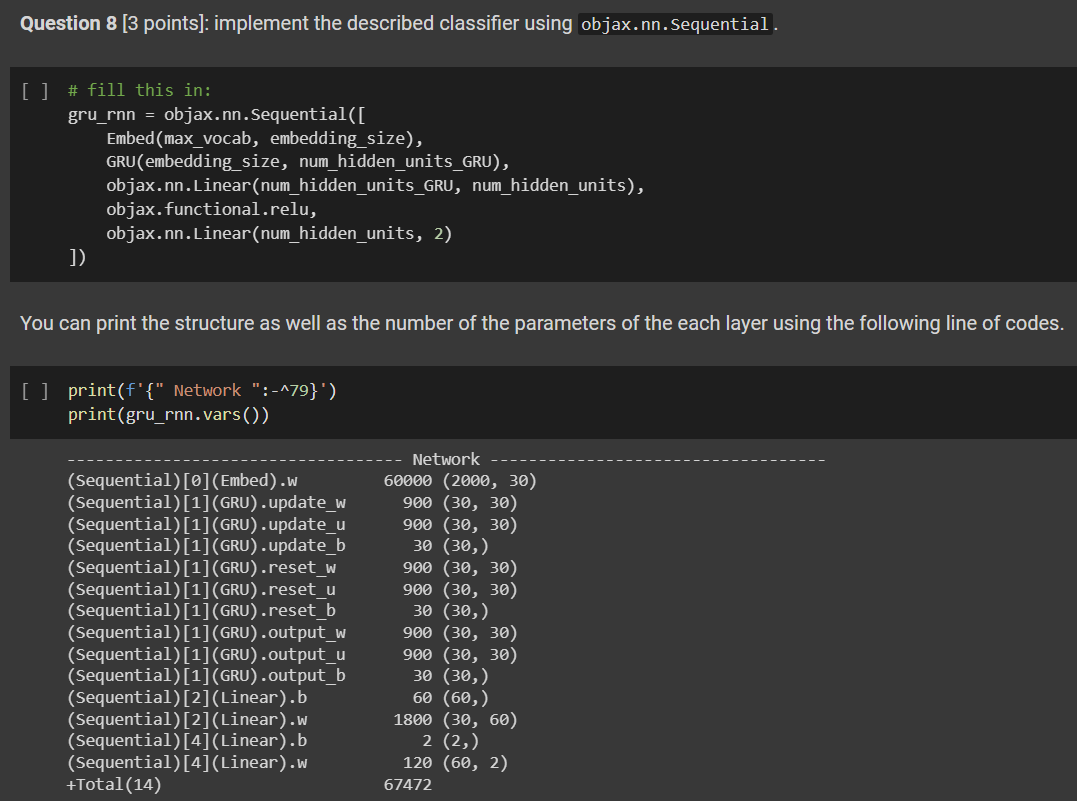 Question 8 [3 points]: implement the described classifier using objax.nn.Sequential.
[ ] # fill this in:
gru_rnn = objax.nn.Sequential([
    Embed(max_vocab, embedding_size),
    GRU(embedding_size, num_hidden_units_GRU),
    objax.nn.Linear(num_hidden_units_GRU, num_hidden_units),
    objax.functional.relu,
    objax.nn.Linear(num_hidden_units, 2)
])
You can print the structure as well as the number of the parameters of the each layer using the following line of codes.
[ ] print(f'{" Network ":-^79}')
print(gru_rnn.vars())
----------------------------------- Network -----------------------------------
(Sequential)[0](Embed).w         60000 (2000, 30)
(Sequential)[1](GRU).update_w      900 (30, 30)
(Sequential)[1](GRU).update_u      900 (30, 30)
(Sequential)[1](GRU).update_b       30 (30,)
(Sequential)[1](GRU).reset_w       900 (30, 30)
(Sequential)[1](GRU).reset_u       900 (30, 30)
(Sequential)[1](GRU).reset_b        30 (30,)
(Sequential)[1](GRU).output_w      900 (30, 30)
(Sequential)[1](GRU).output_u      900 (30, 30)
(Sequential)[1](GRU).output_b       30 (30,)
(Sequential)[2](Linear).b           60 (60,)
(Sequential)[2](Linear).w         1800 (30, 60)
(Sequential)[4](Linear).b            2 (2,)
(Sequential)[4](Linear).w          120 (60, 2)
+Total(14)                       67472